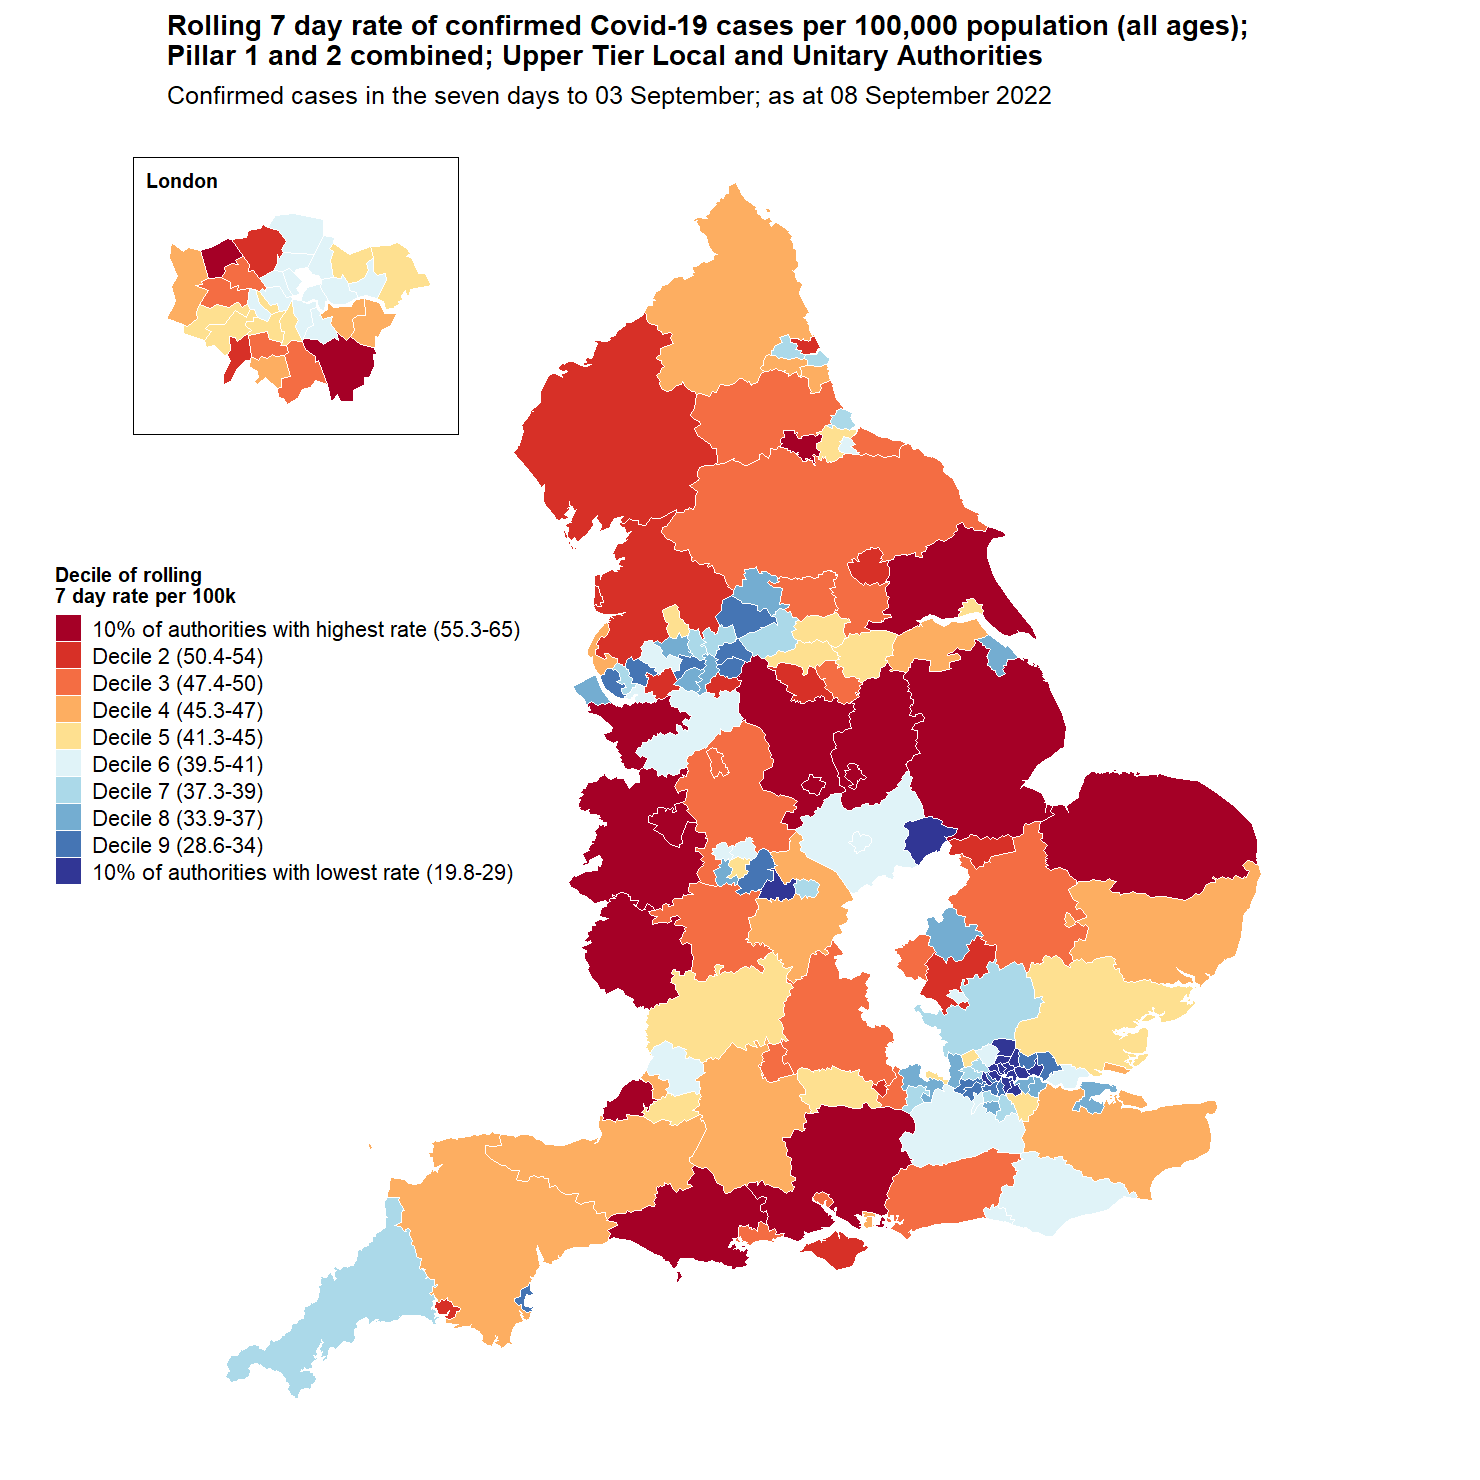 Rolling 7 day rate of confirmed Covid-19 cases per 100,000 population (all ages);
Pillar 1 and 2 combined; Upper Tier Local and Unitary Authorities
Confirmed cases in the seven days to 03 September; as at 08 September 2022
London
Decile of rolling
7 day rate per 100k
10% of authorities with highest rate (55.3-65)
Decile 2 (50.4-54)
Decile 3 (47.4-50)
Decile 4 (45.3-47)
Decile 5 (41.3-45)
Decile 6 (39.5-41)
Decile 7 (37.3-39)
Decile 8 (33.9-37)
Decile 9 (28.6-34)
10% of authorities with lowest rate (19.8-29)